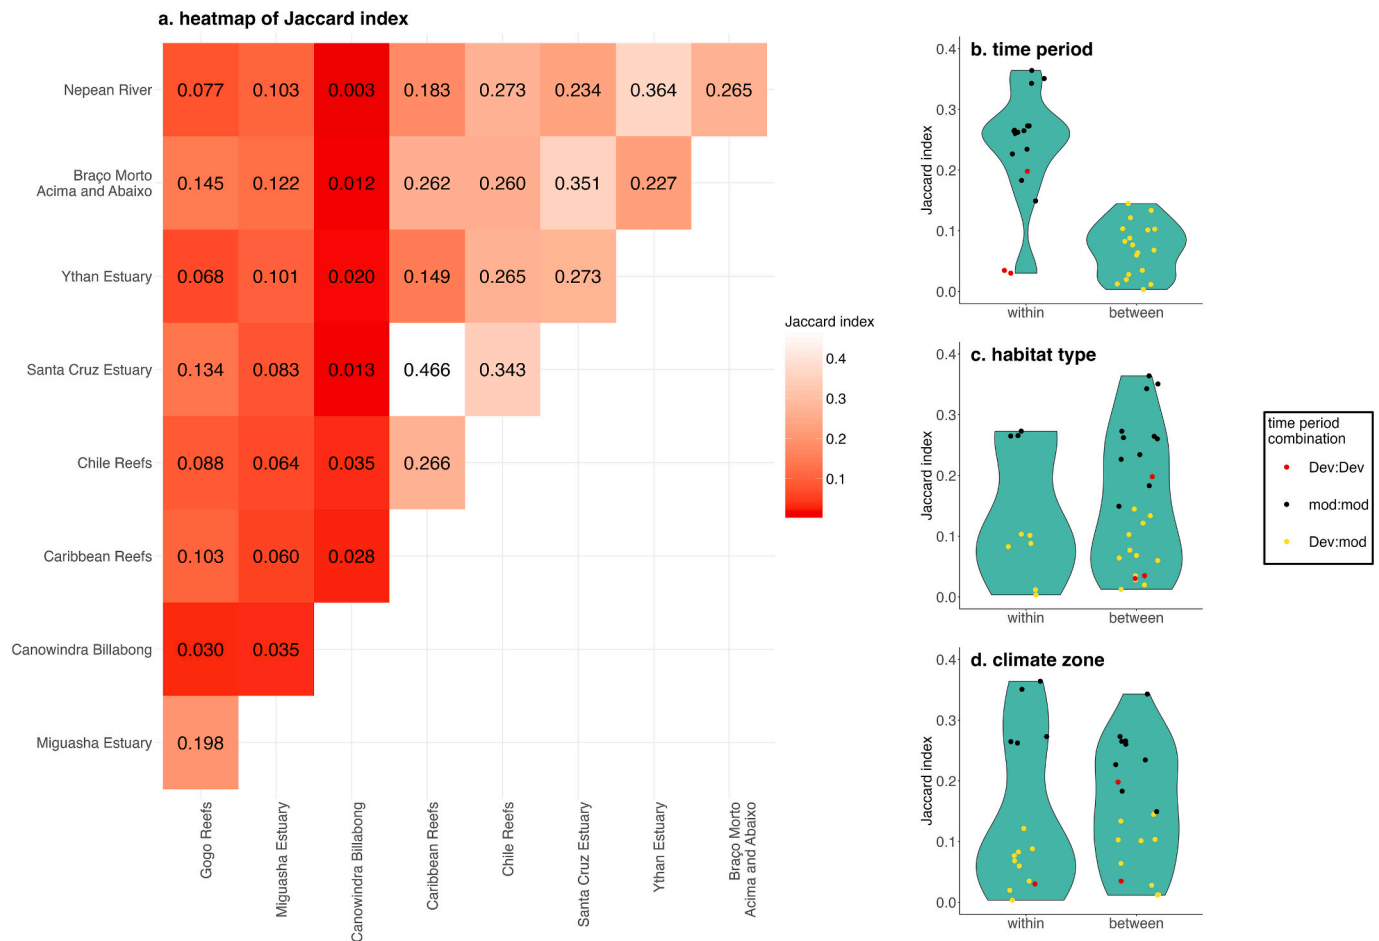 a. heatmap of Jaccard index
Nepean River
0.077 0.103 0.003 0.183 0.273 0.234 0.364 0.265
Braço Morto
Acima and Abaixo
0.145 0.122 0.012 0.262 0.260 0.351 0.227
Ythan Estuary
0.068 0.101 0.020 0.149 0.265 0.273
Santa Cruz Estuary
0.134 0.083 0.013 0.466 0.343
Chile Reefs
0.088 0.064 0.035 0.266
Caribbean Reefs
0.103 0.060 0.028
Canowindra Billabong
0.030 0.035
Miguasha Estuary
0.198
Gogo Reefs
Miguasha Estuary
Canowindra Billabong
Caribbean Reefs
Chile Reefs
Santa Cruz Estuary
Ythan Estuary
Braço Morto
Acima and Abaixo
Jaccard index
0.4
0.3
0.2
0.1
b. time period
Jaccard index
0.4
0.3
0.2
0.1
0.0
within
between
c. habitat type
Jaccard index
0.4
0.3
0.2
0.1
0.0
within
between
d. climate zone
Jaccard index
0.4
0.3
0.2
0.1
0.0
within
between
time period
combination
Dev:Dev
mod:mod
Dev:mod